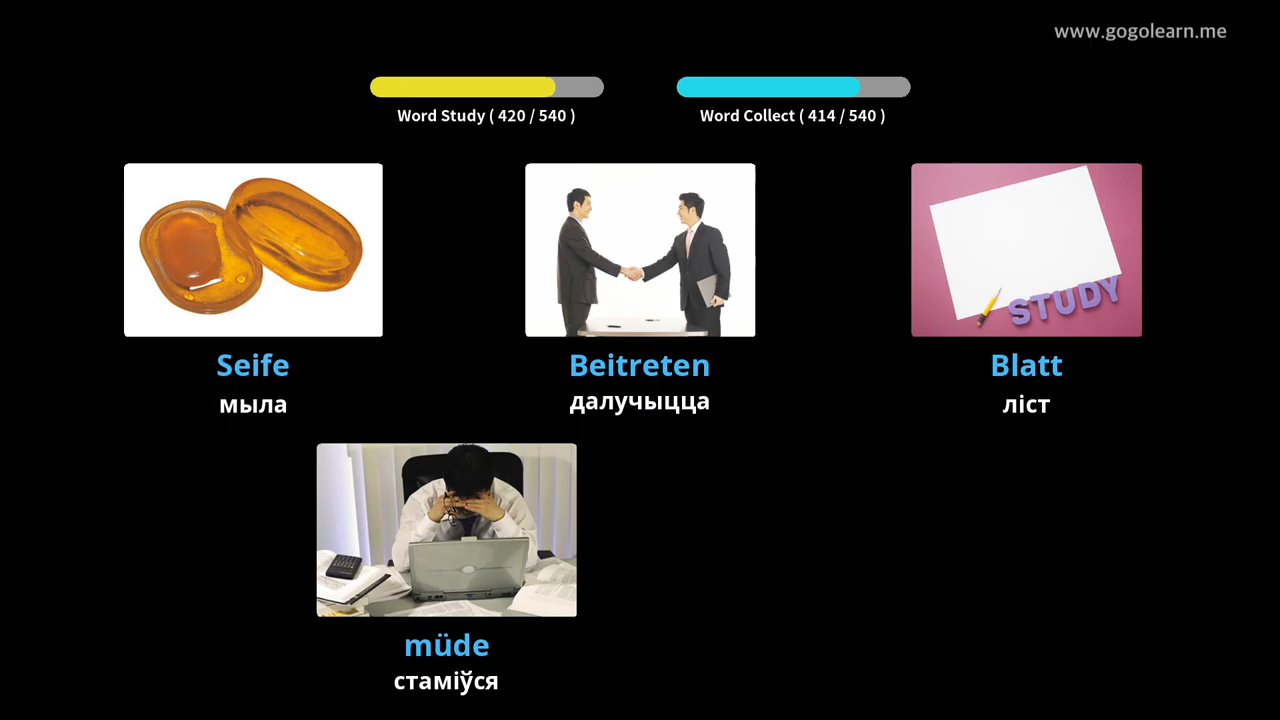 www.gogolearn.me
Word Study ( 420 / 540 )
Word Collect ( 414 / 540 )
STUDY
Seife
мыла
Beitreten
далучыцца
Blatt
ліст
müde
стаміўся